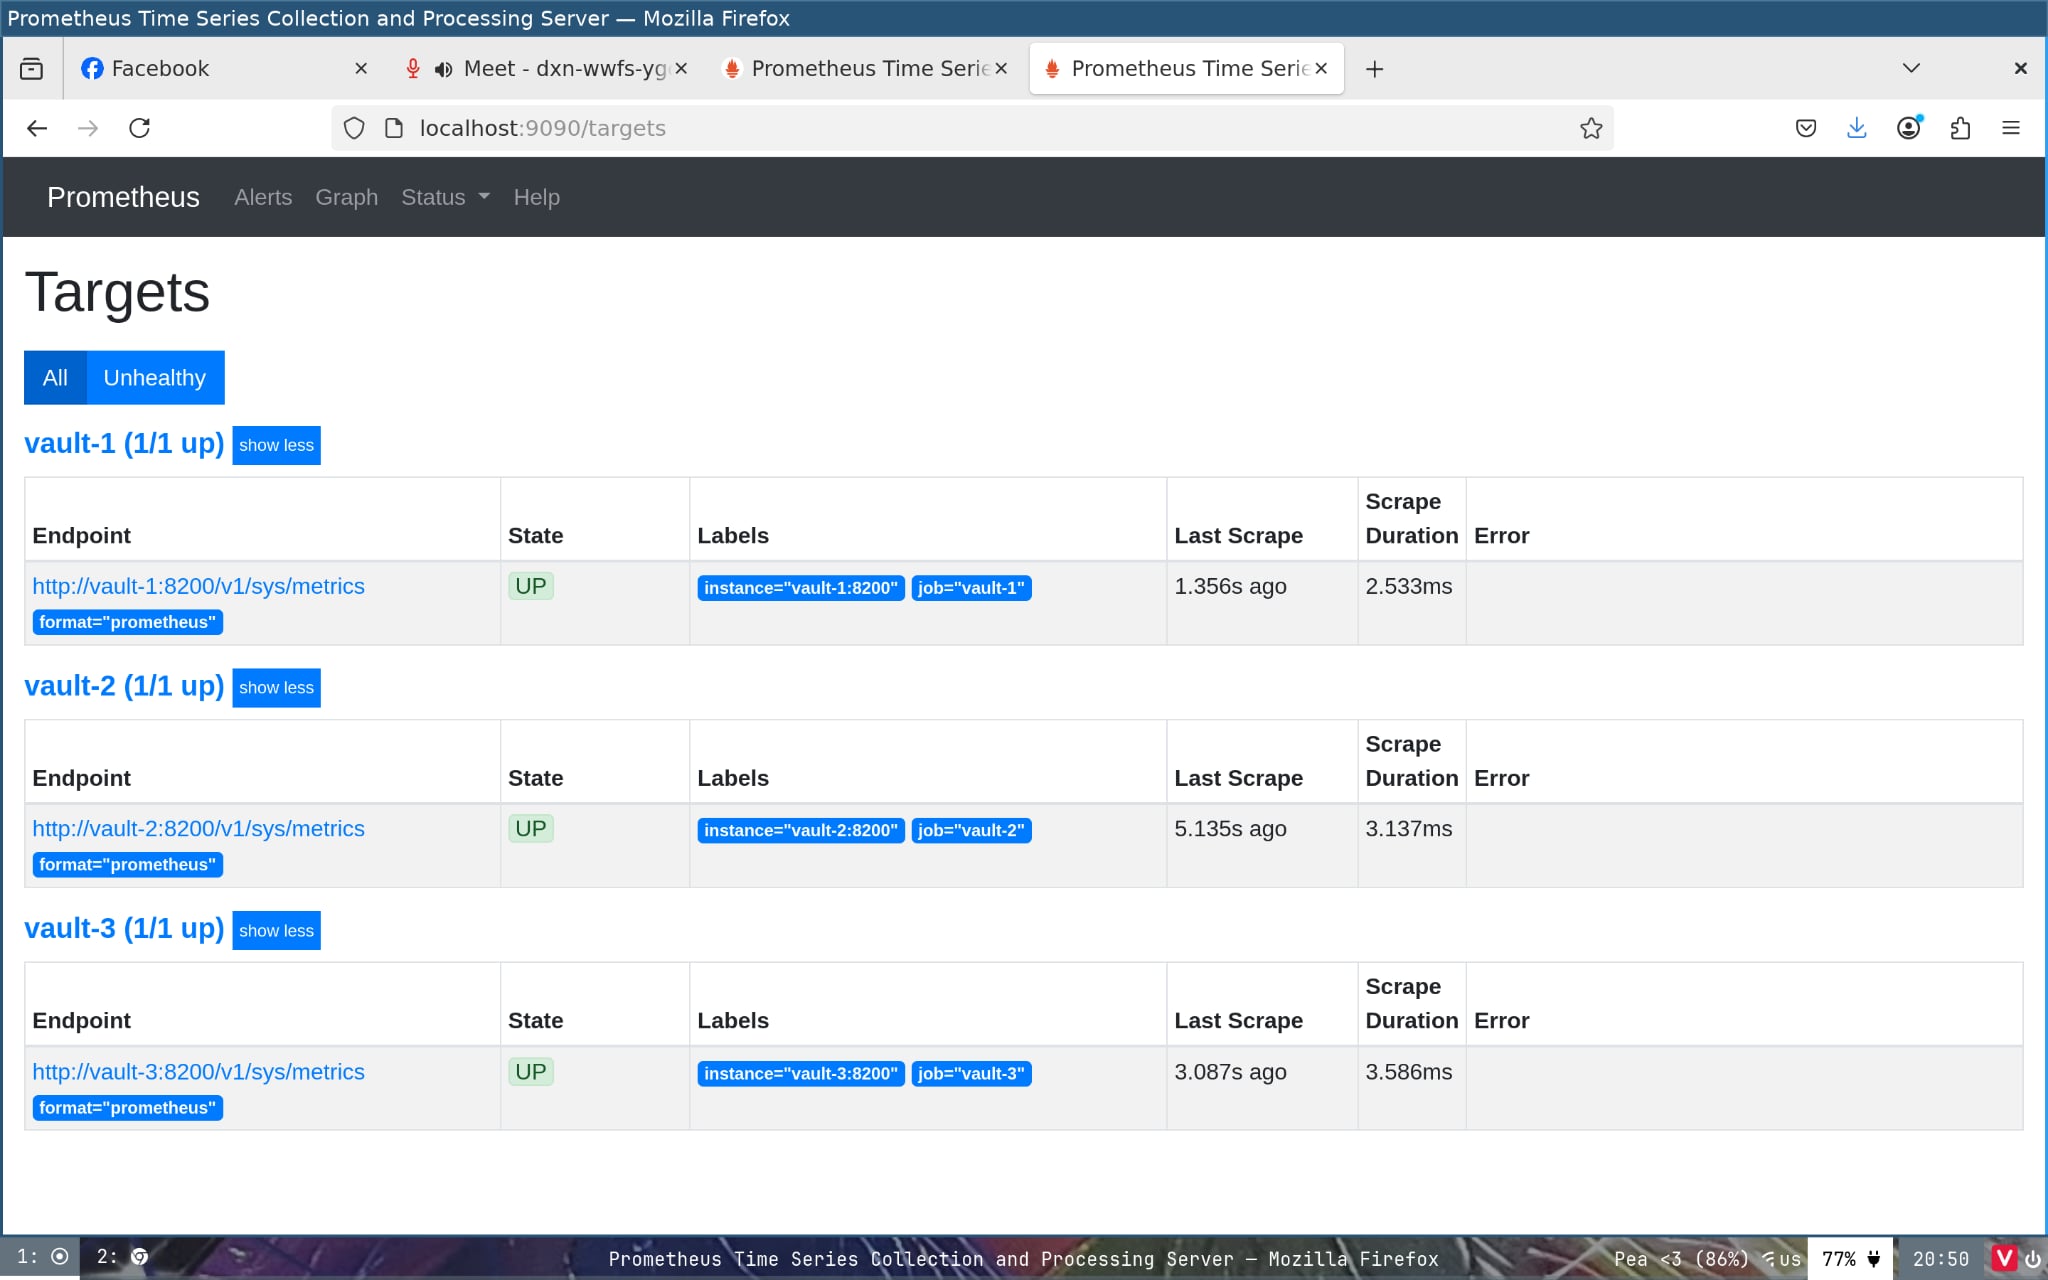 Prometheus Time Series Collection and Processing Server — Mozilla Firefox
Facebook
Meet - dxn-wwfs-yg
Prometheus Time Serie
Prometheus Time Serie
localhost:9090/targets
Prometheus Alerts Graph Status Help
Targets
All Unhealthy
vault-1 (1/1 up) show less
Endpoint State Labels Last Scrape Scrape Duration Error
http://vault-1:8200/v1/sys/metrics UP instance="vault-1:8200" job="vault-1" 1.356s ago 2.533ms
format="prometheus"
vault-2 (1/1 up) show less
Endpoint State Labels Last Scrape Scrape Duration Error
http://vault-2:8200/v1/sys/metrics UP instance="vault-2:8200" job="vault-2" 5.135s ago 3.137ms
format="prometheus"
vault-3 (1/1 up) show less
Endpoint State Labels Last Scrape Scrape Duration Error
http://vault-3:8200/v1/sys/metrics UP instance="vault-3:8200" job="vault-3" 3.087s ago 3.586ms
format="prometheus"
1: 2: Prometheus Time Series Collection and Processing Server — Mozilla Firefox Pea <3 (86%) us 77% 20:50 V